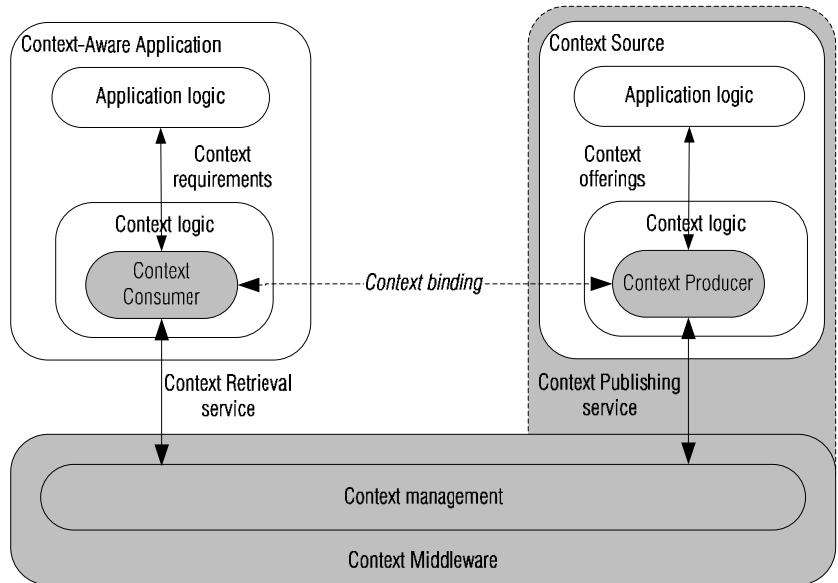 Context-Aware Application
Application logic
Context
requirements
Context logic
Context
Consumer
Context binding
Context Source
Application logic
Context
offerings
Context logic
Context Producer
Context Retrieval
service
Context Publishing
service
Context management
Context Middleware